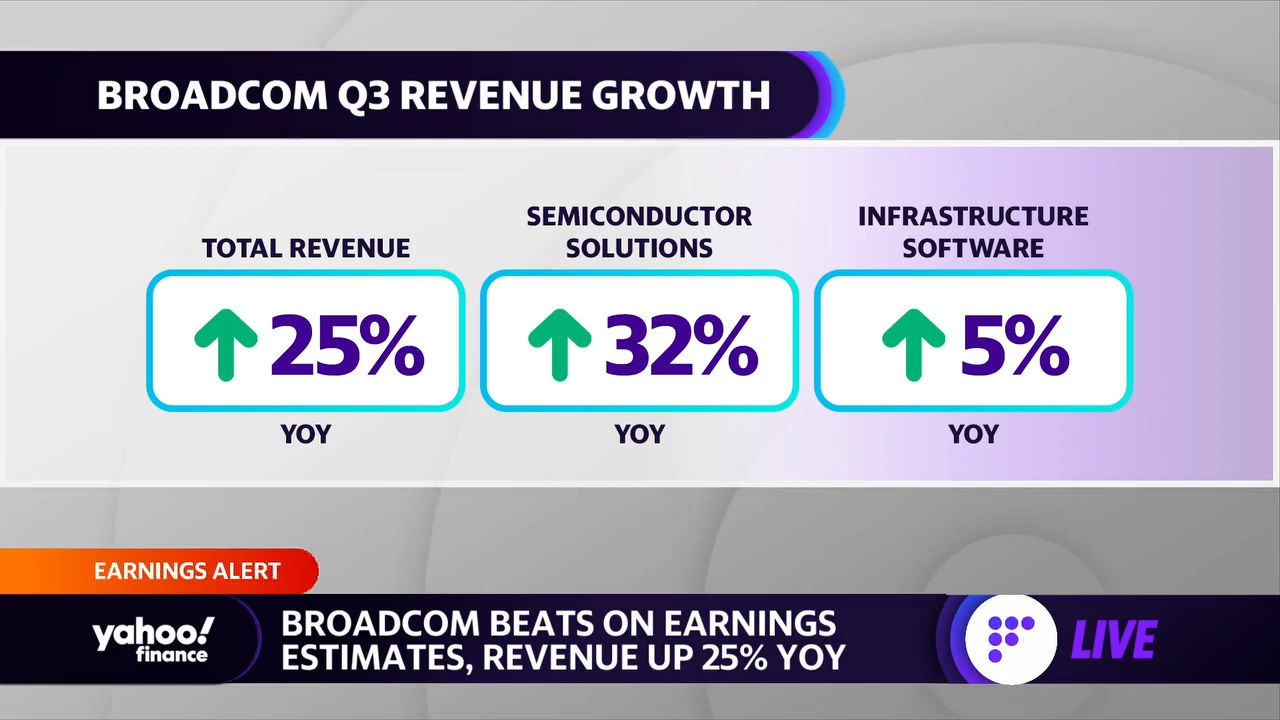 BROADCOM Q3 REVENUE GROWTH
TOTAL REVENUE
25%
YOY
SEMICONDUCTOR
SOLUTIONS
32%
YOY
INFRASTRUCTURE
SOFTWARE
5%
YOY
EARNINGS ALERT
yahoo!
finance
BROADCOM BEATS ON EARNINGS
ESTIMATES, REVENUE UP 25% YOY
LIVE